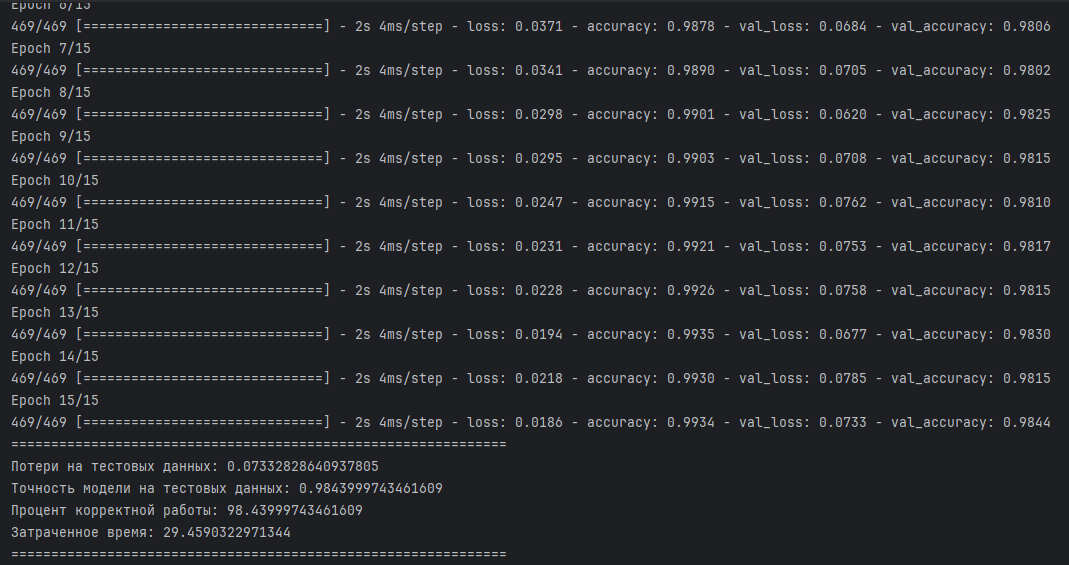 Epoch 6/15
469/469 [==============================] - 2s 4ms/step - loss: 0.0371 - accuracy: 0.9878 - val_loss: 0.0684 - val_accuracy: 0.9806
Epoch 7/15
469/469 [==============================] - 2s 4ms/step - loss: 0.0341 - accuracy: 0.9890 - val_loss: 0.0705 - val_accuracy: 0.9802
Epoch 8/15
469/469 [==============================] - 2s 4ms/step - loss: 0.0298 - accuracy: 0.9901 - val_loss: 0.0620 - val_accuracy: 0.9825
Epoch 9/15
469/469 [==============================] - 2s 4ms/step - loss: 0.0295 - accuracy: 0.9903 - val_loss: 0.0708 - val_accuracy: 0.9815
Epoch 10/15
469/469 [==============================] - 2s 4ms/step - loss: 0.0247 - accuracy: 0.9915 - val_loss: 0.0762 - val_accuracy: 0.9810
Epoch 11/15
469/469 [==============================] - 2s 4ms/step - loss: 0.0231 - accuracy: 0.9921 - val_loss: 0.0753 - val_accuracy: 0.9817
Epoch 12/15
469/469 [==============================] - 2s 4ms/step - loss: 0.0228 - accuracy: 0.9926 - val_loss: 0.0758 - val_accuracy: 0.9815
Epoch 13/15
469/469 [==============================] - 2s 4ms/step - loss: 0.0194 - accuracy: 0.9935 - val_loss: 0.0677 - val_accuracy: 0.9830
Epoch 14/15
469/469 [==============================] - 2s 4ms/step - loss: 0.0218 - accuracy: 0.9930 - val_loss: 0.0785 - val_accuracy: 0.9815
Epoch 15/15
469/469 [==============================] - 2s 4ms/step - loss: 0.0186 - accuracy: 0.9934 - val_loss: 0.0733 - val_accuracy: 0.9844
==============================================================
Потери на тестовых данных: 0.07332828640937805
Точность модели на тестовых данных: 0.9843999743461609
Процент корректной работы: 98.43999743461609
Затраченное время: 29.4590322971344
==============================================================